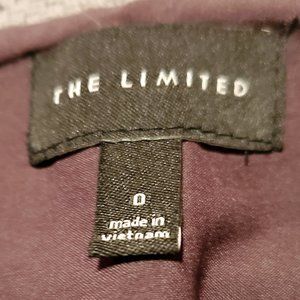 THE LIMITED
0
made in
vietnam